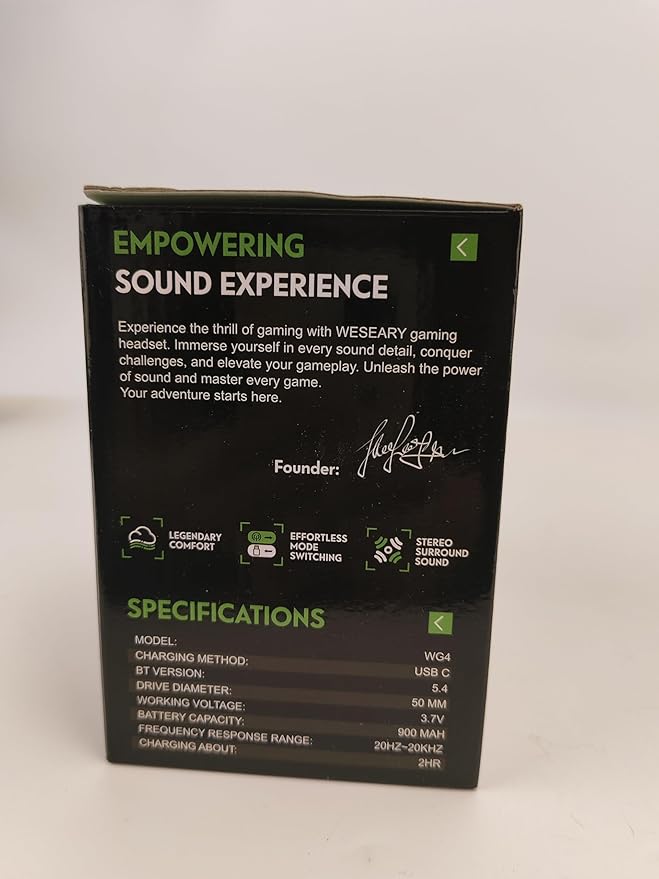 EMPOWERING
SOUND EXPERIENCE
Experience the thrill of gaming with WESEARY gaming
headset. Immerse yourself in every sound detail, conquer
challenges, and elevate your gameplay. Unleash the power
of sound and master every game.
Your adventure starts here.
Founder:
LEGENDARY
COMFORT
EFFORTLESS
MODE
SWITCHING
STEREO
SURROUND
SOUND
SPECIFICATIONS
MODEL: WG4
CHARGING METHOD: USB C
BT VERSION: 5.4
DRIVE DIAMETER: 50 MM
WORKING VOLTAGE: 3.7V
BATTERY CAPACITY: 900 MAH
FREQUENCY RESPONSE RANGE: 20HZ~20KHZ
CHARGING ABOUT: 2HR